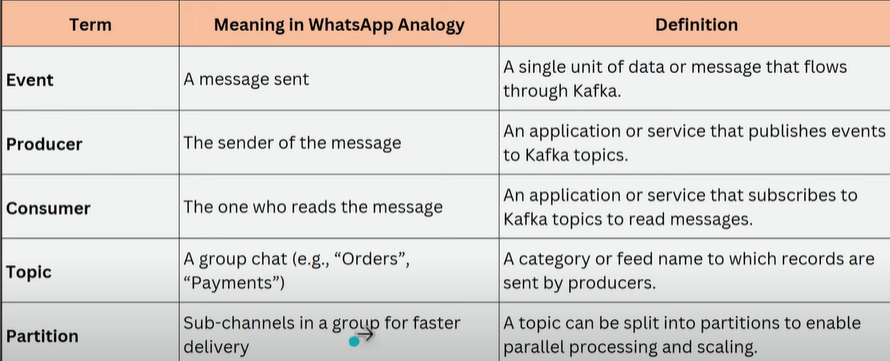 Term
Meaning in WhatsApp Analogy
Definition
Event
A message sent
A single unit of data or message that flows
through Kafka.
Producer
The sender of the message
An application or service that publishes events
to Kafka topics.
Consumer
The one who reads the message
An application or service that subscribes to
Kafka topics to read messages.
Topic
A group chat (e.g., “Orders”,
“Payments”)
A category or feed name to which records are
sent by producers.
Partition
Sub-channels in a group for faster
delivery
A topic can be split into partitions to enable
parallel processing and scaling.